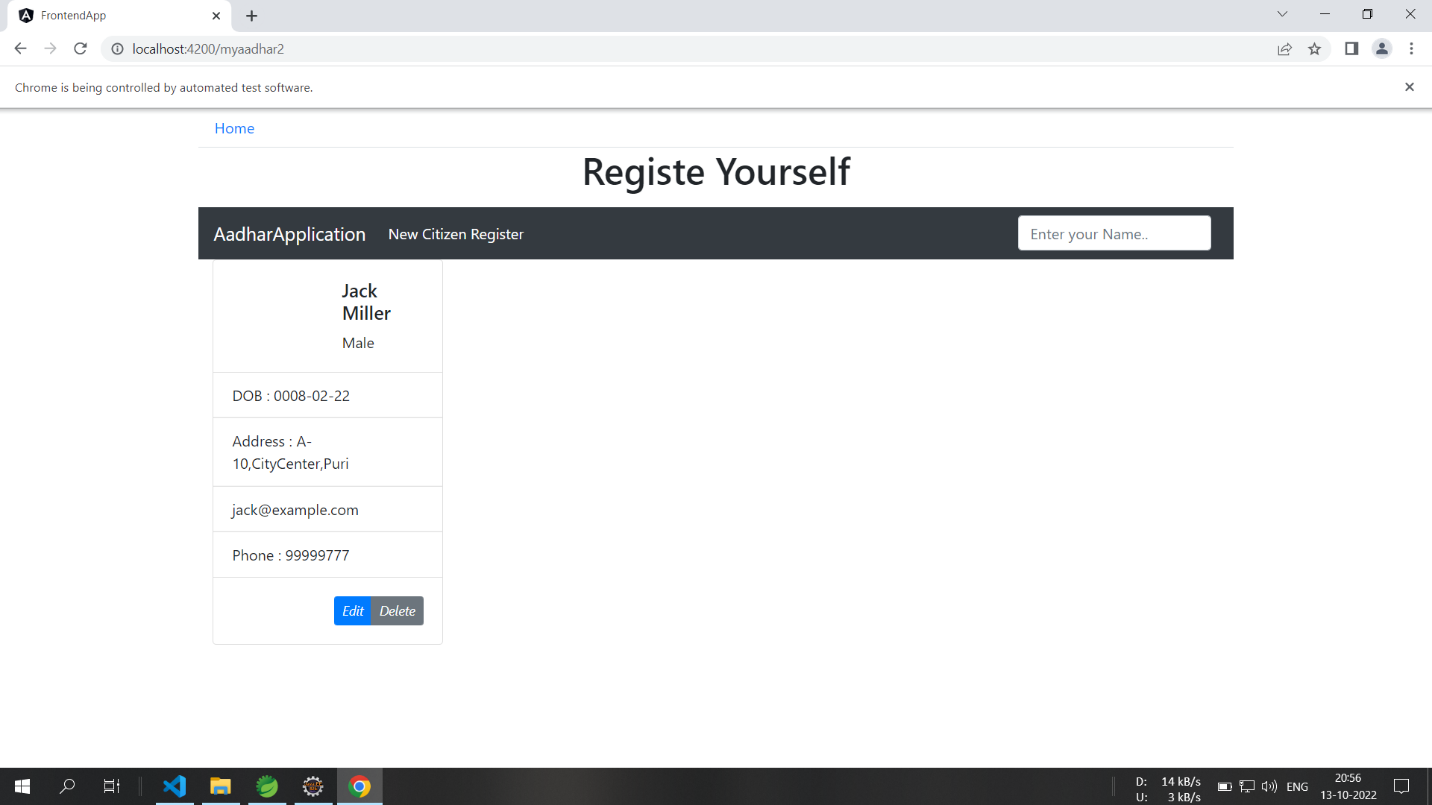 FrontendApp
localhost:4200/myaadhar2
Chrome is being controlled by automated test software.
Home
Registe Yourself
AadharApplication New Citizen Register Enter your Name..
Jack
Miller
Male
DOB : 0008-02-22
Address : A-
10,CityCenter,Puri
jack@example.com
Phone : 99999777
Edit Delete
D: 14 kB/s
U: 3 kB/s
ENG
20:56
13-10-2022